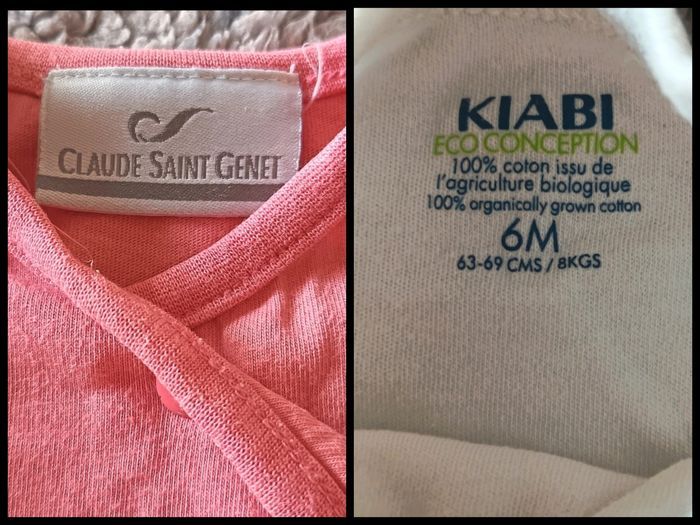 CLAUDE SAINT GENET
KIABI
ECO CONCEPTION
100% coton issu de
l'agriculture biologique
100% organically grown cotton
6M
63-69 CMS / 8KGS